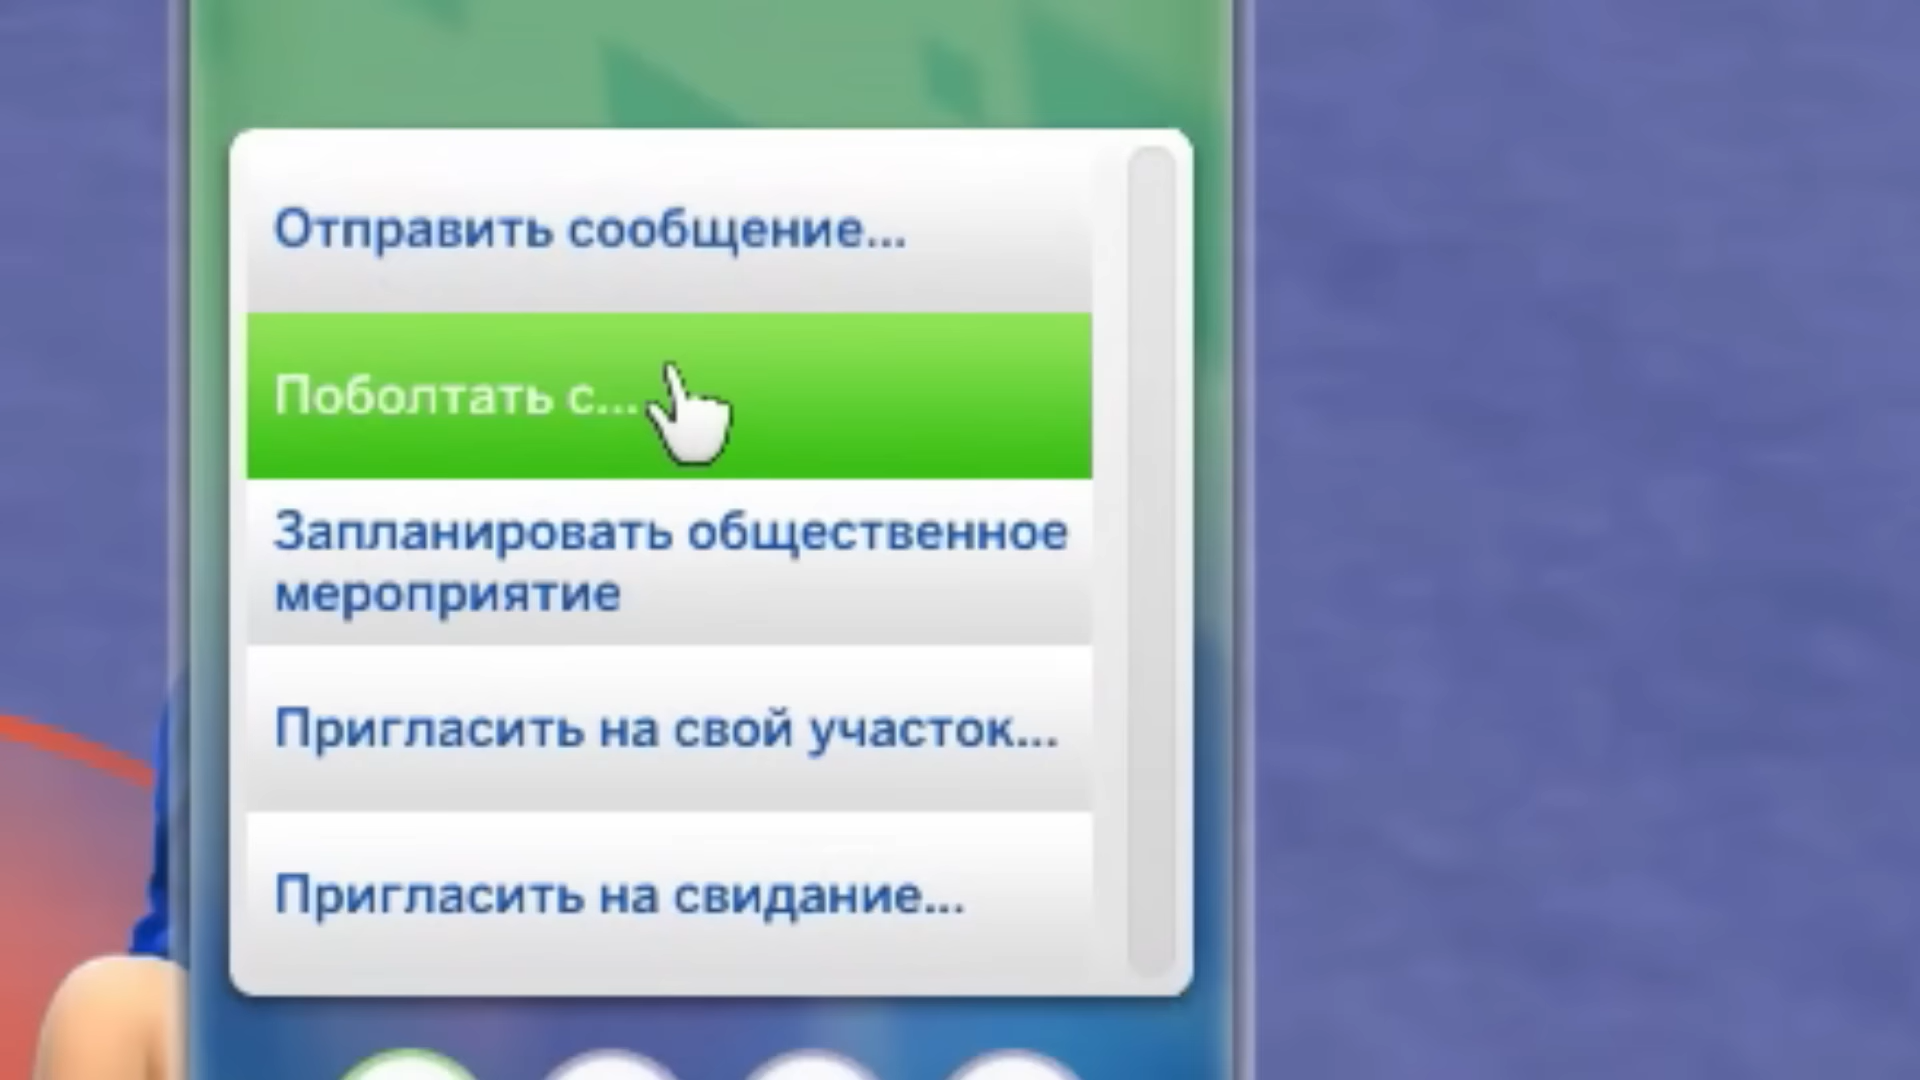 Отправить сообщение...
Поболтать с...
Запланировать общественное
мероприятие
Пригласить на свой участок...
Пригласить на свидание...